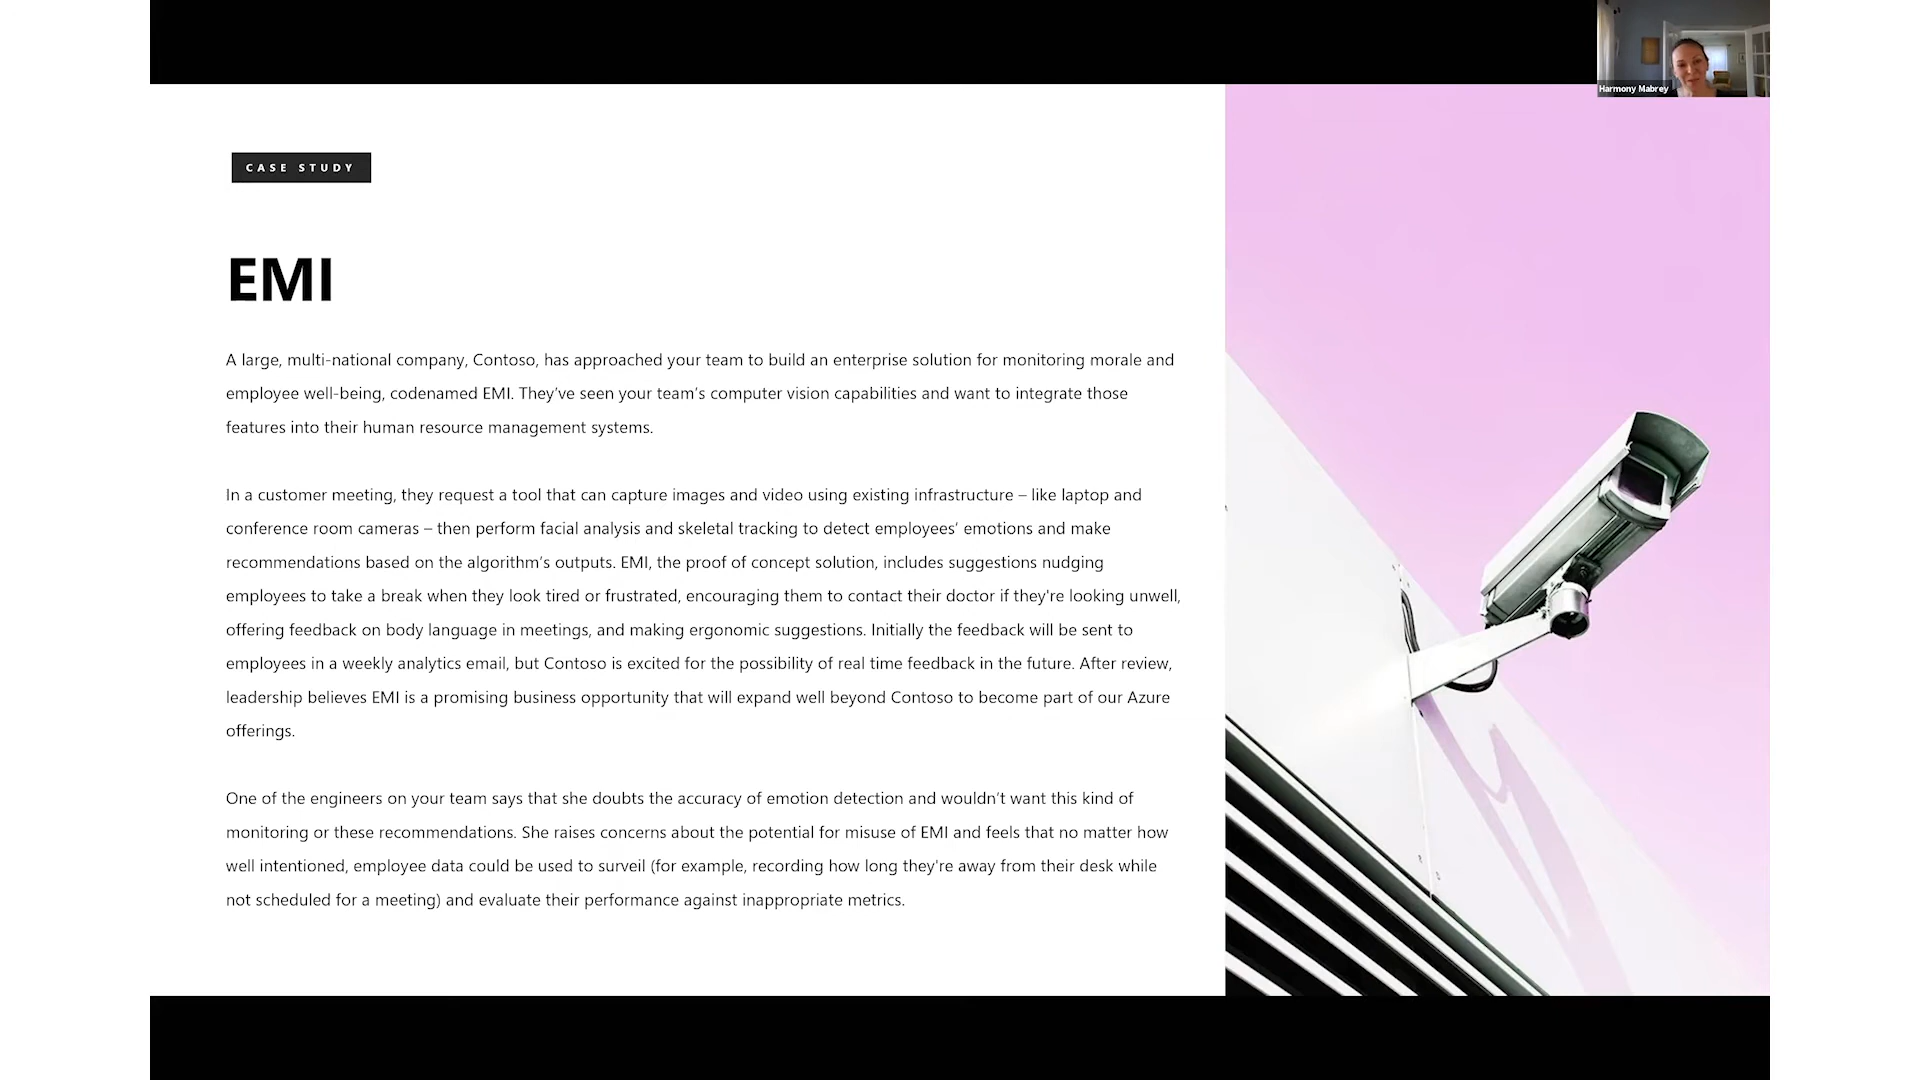 Harmony Mabrey
CASE STUDY
EMI
A large, multi-national company, Contoso, has approached your team to build an enterprise solution for monitoring morale and
employee well-being, codenamed EMI. They've seen your team's computer vision capabilities and want to integrate those
features into their human resource management systems.
In a customer meeting, they request a tool that can capture images and video using existing infrastructure – like laptop and
conference room cameras – then perform facial analysis and skeletal tracking to detect employees' emotions and make
recommendations based on the algorithm's outputs. EMI, the proof of concept solution, includes suggestions nudging
employees to take a break when they look tired or frustrated, encouraging them to contact their doctor if they're looking unwell,
offering feedback on body language in meetings, and making ergonomic suggestions. Initially the feedback will be sent to
employees in a weekly analytics email, but Contoso is excited for the possibility of real time feedback in the future. After review,
leadership believes EMI is a promising business opportunity that will expand well beyond Contoso to become part of our Azure
offerings.
One of the engineers on your team says that she doubts the accuracy of emotion detection and wouldn't want this kind of
monitoring or these recommendations. She raises concerns about the potential for misuse of EMI and feels that no matter how
well intentioned, employee data could be used to surveil (for example, recording how long they're away from their desk while
not scheduled for a meeting) and evaluate their performance against inappropriate metrics.